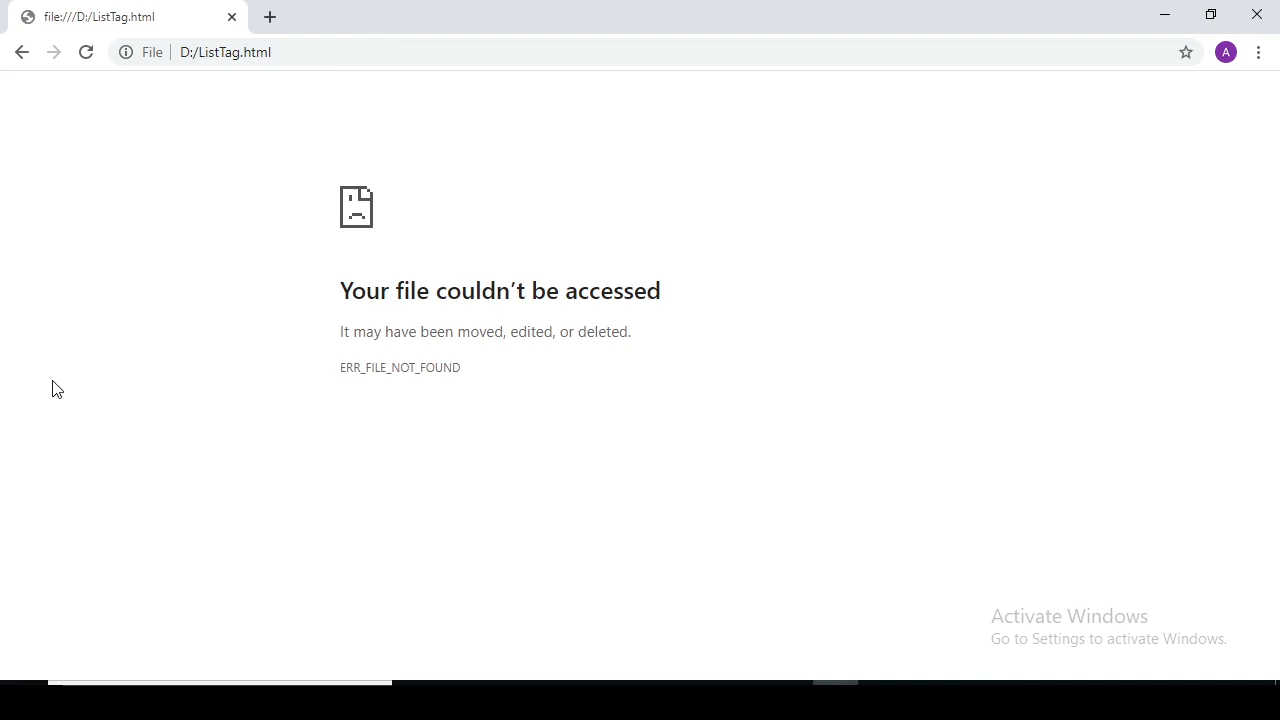 file:///D:/ListTag.html
File
D:/ListTag.html
A
Your file couldn't be accessed
It may have been moved, edited, or deleted.
ERR_FILE_NOT_FOUND
Activate Windows
Go to Settings to activate Windows.